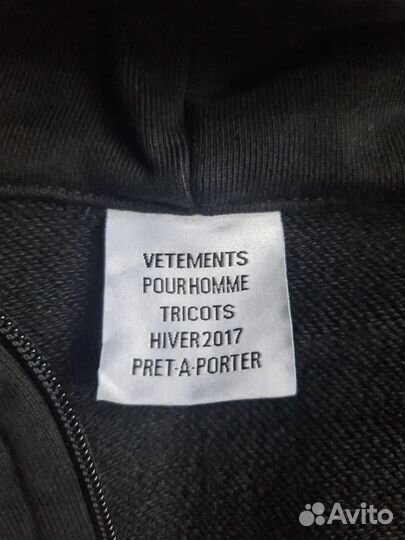 VETEMENTS
POUR HOMME
TRICOTS
HIVER 2017
PRET-A-PORTER
Avito